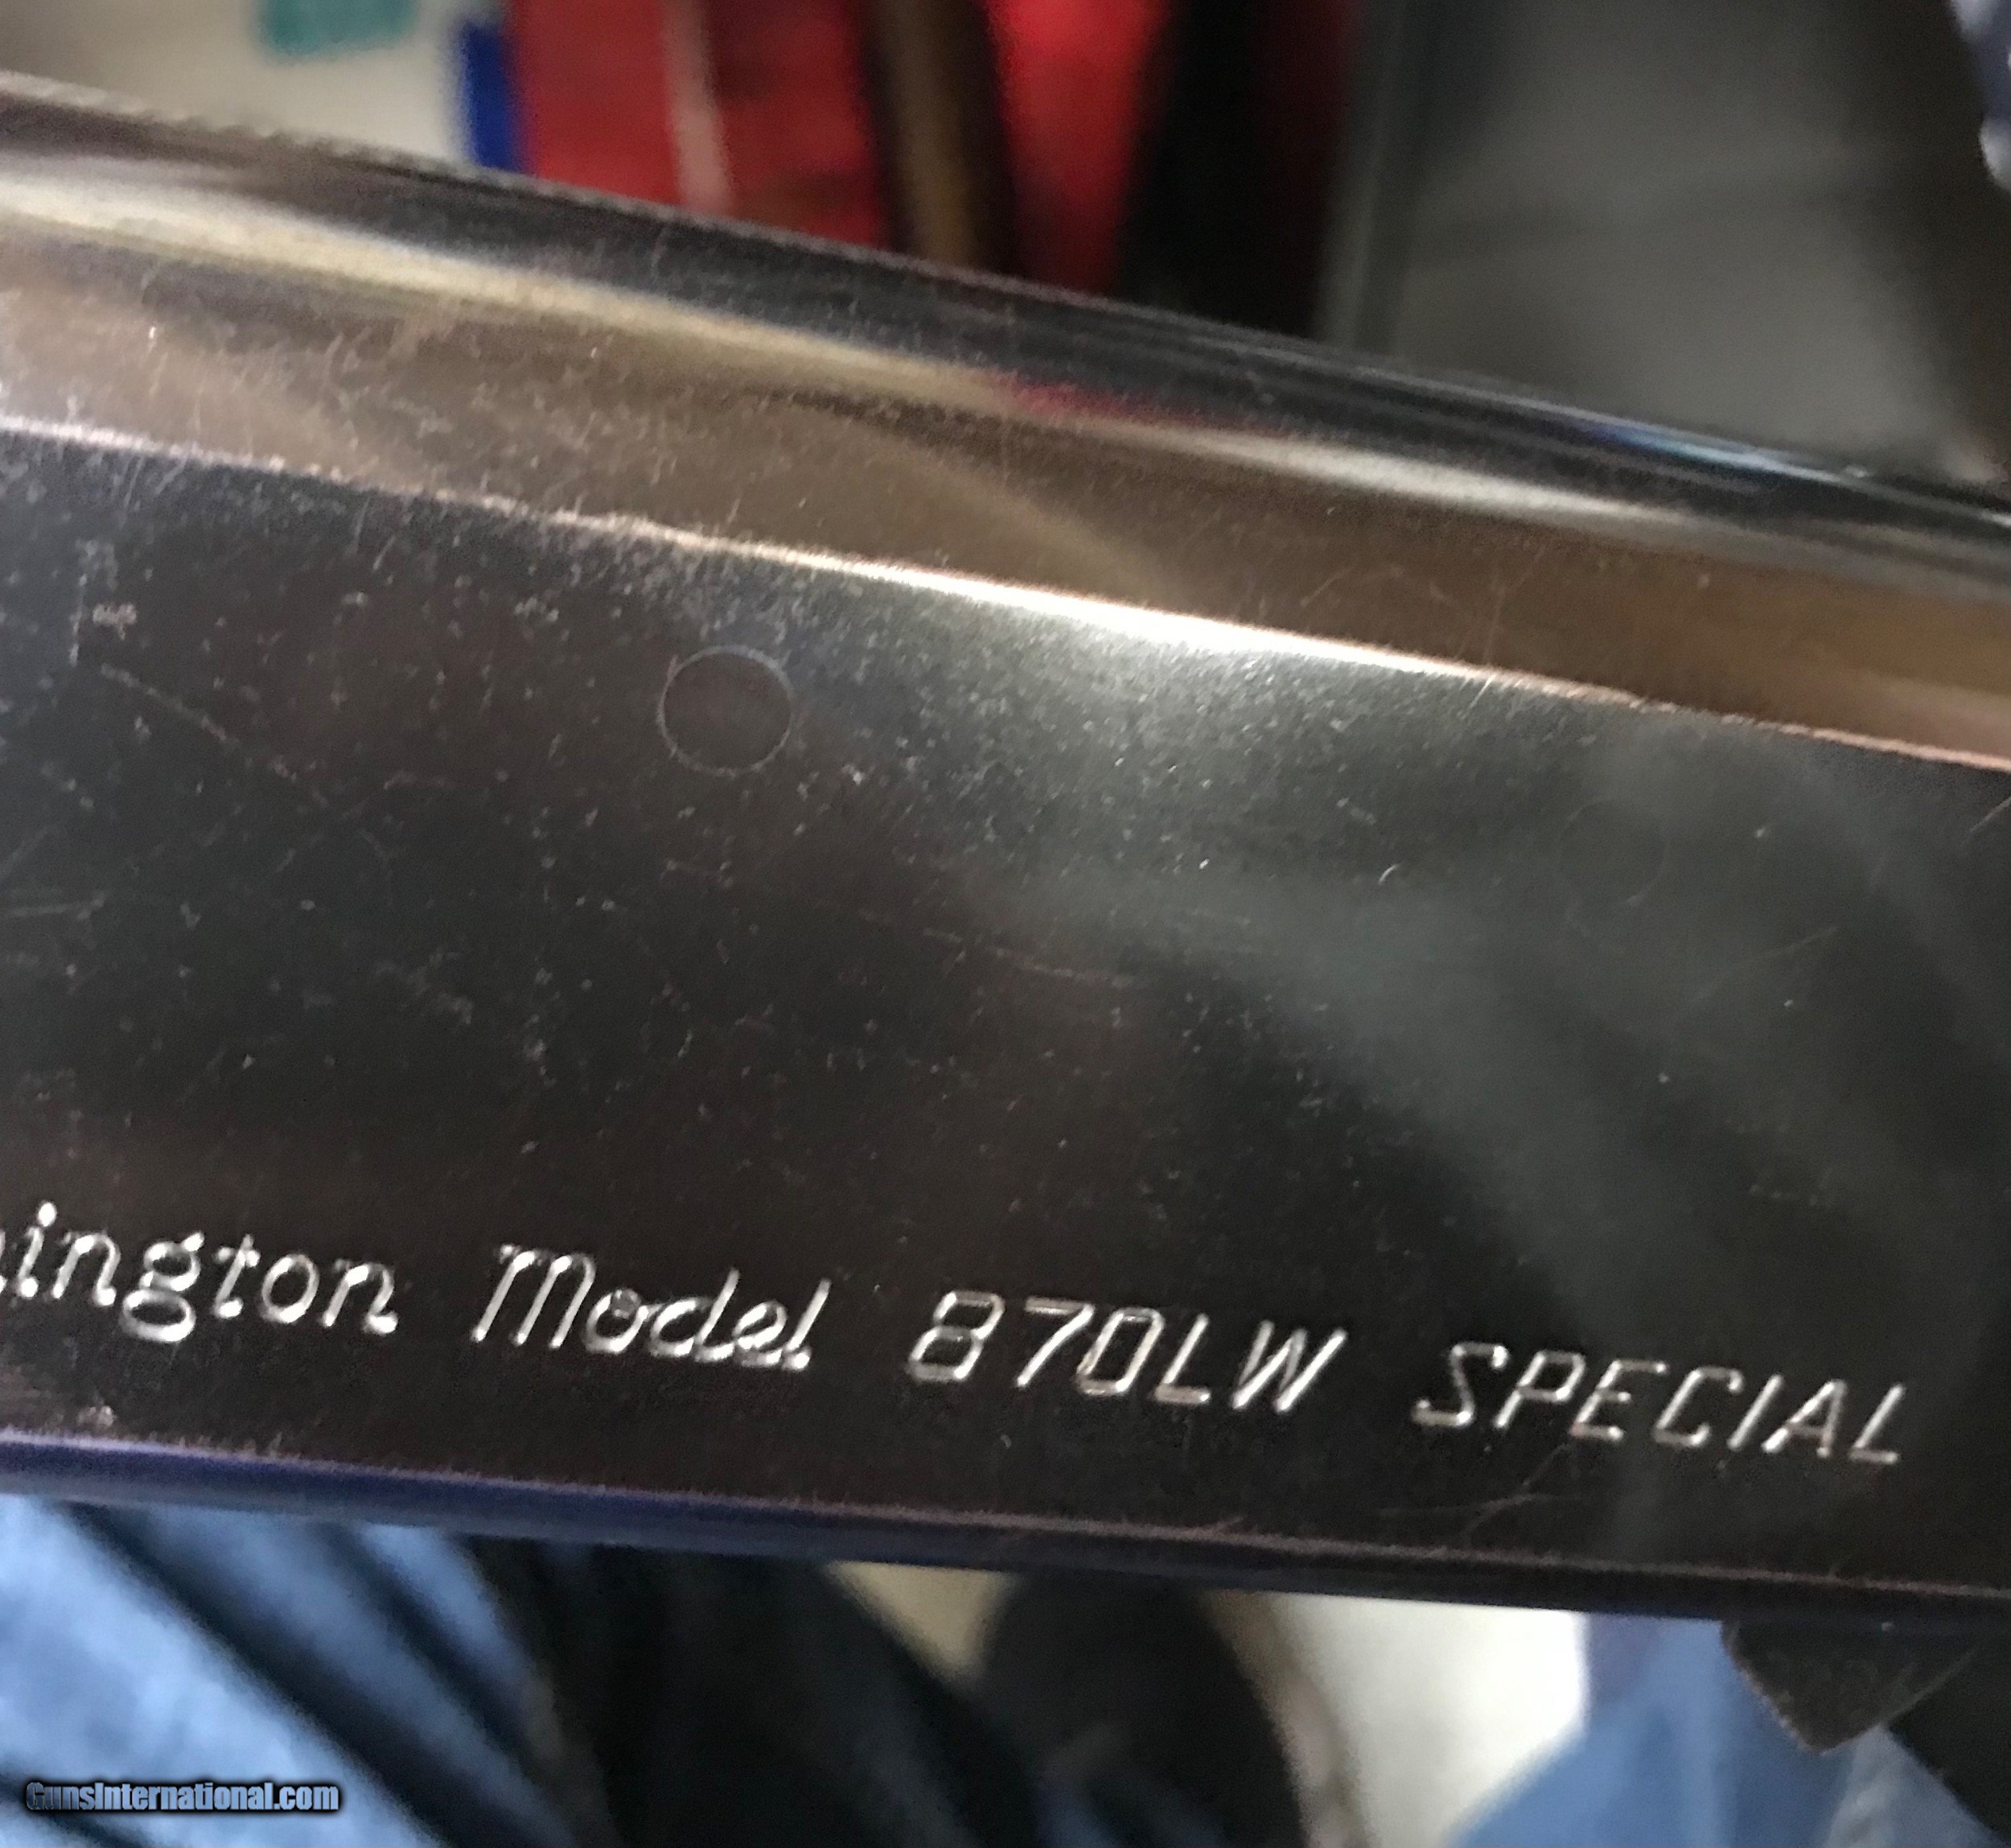 ington Model 870LW SPECIAL
GunsInternational.com